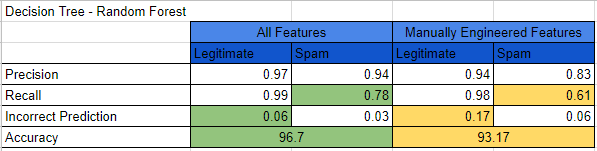 Decision Tree - Random Forest
All Features Manually Engineered Features
Legitimate Spam Legitimate Spam
Precision 0.97 0.94 0.94 0.83
Recall 0.99 0.78 0.98 0.61
Incorrect Prediction 0.06 0.03 0.17 0.06
Accuracy 96.7 93.17